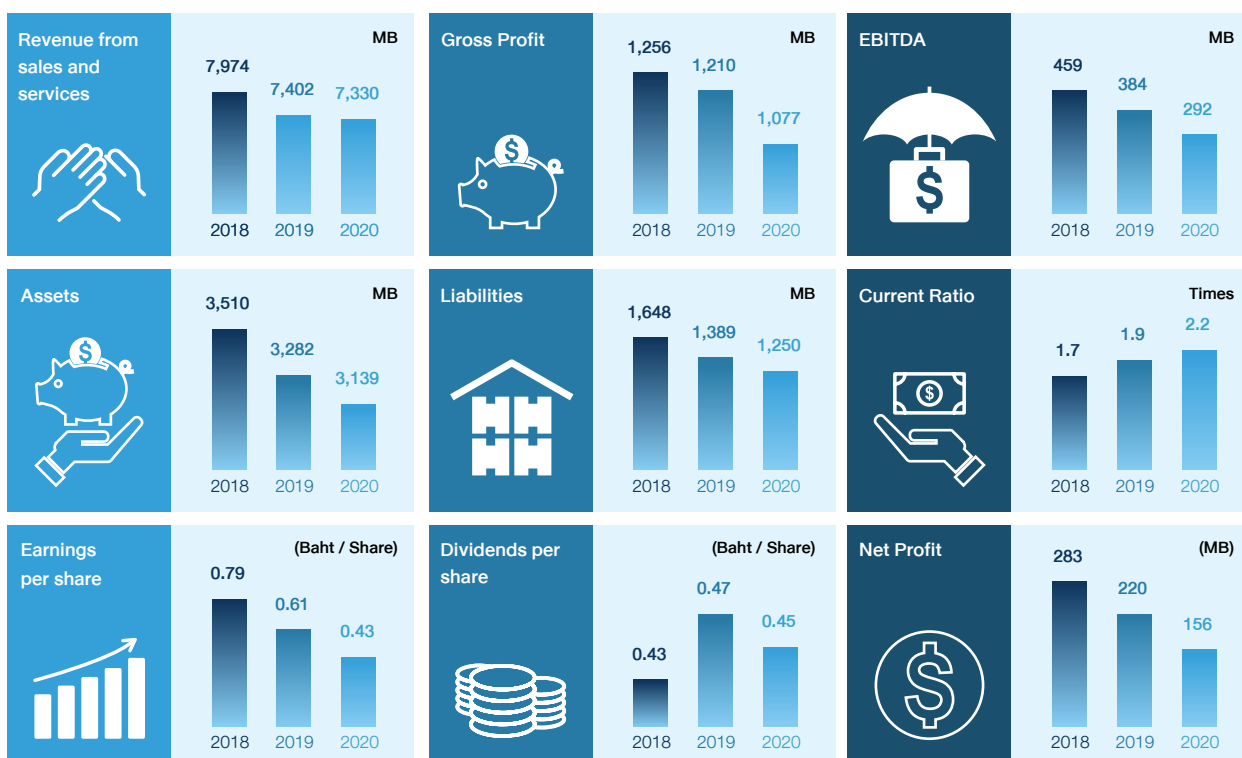 Revenue from
sales and
services
MB
7,974
7,402
7,330
2018
2019
2020
Gross Profit
MB
1,256
1,210
1,077
2018
2019
2020
EBITDA
MB
459
384
292
2018
2019
2020
Assets
MB
3,510
3,282
3,139
2018
2019
2020
Liabilities
MB
1,648
1,389
1,250
2018
2019
2020
Current Ratio
Times
1.7
1.9
2.2
2018
2019
2020
Earnings
per share
(Baht / Share)
0.79
0.61
0.43
2018
2019
2020
Dividends per
share
(Baht / Share)
0.43
0.47
0.45
2018
2019
2020
Net Profit
(MB)
283
220
156
2018
2019
2020